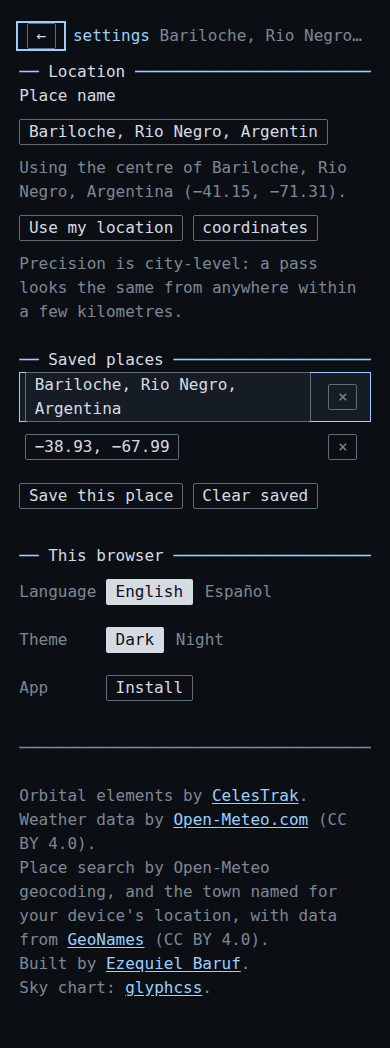 ← settings Bariloche, Rio Negro…
Location
Place name
Bariloche, Rio Negro, Argentin
Using the centre of Bariloche, Rio
Negro, Argentina (−41.15, −71.31).
Use my location coordinates
Precision is city-level: a pass
looks the same from anywhere within
a few kilometres.
Saved places
Bariloche, Rio Negro,
Argentina ×
−38.93, −67.99 ×
Save this place Clear saved
This browser
Language English Español
Theme Dark Night
App Install
Orbital elements by CelesTrak.
Weather data by Open-Meteo.com (CC
BY 4.0).
Place search by Open-Meteo
geocoding, and the town named for
your device's location, with data
from GeoNames (CC BY 4.0).
Built by Ezequiel Baruf.
Sky chart: glyphcss.